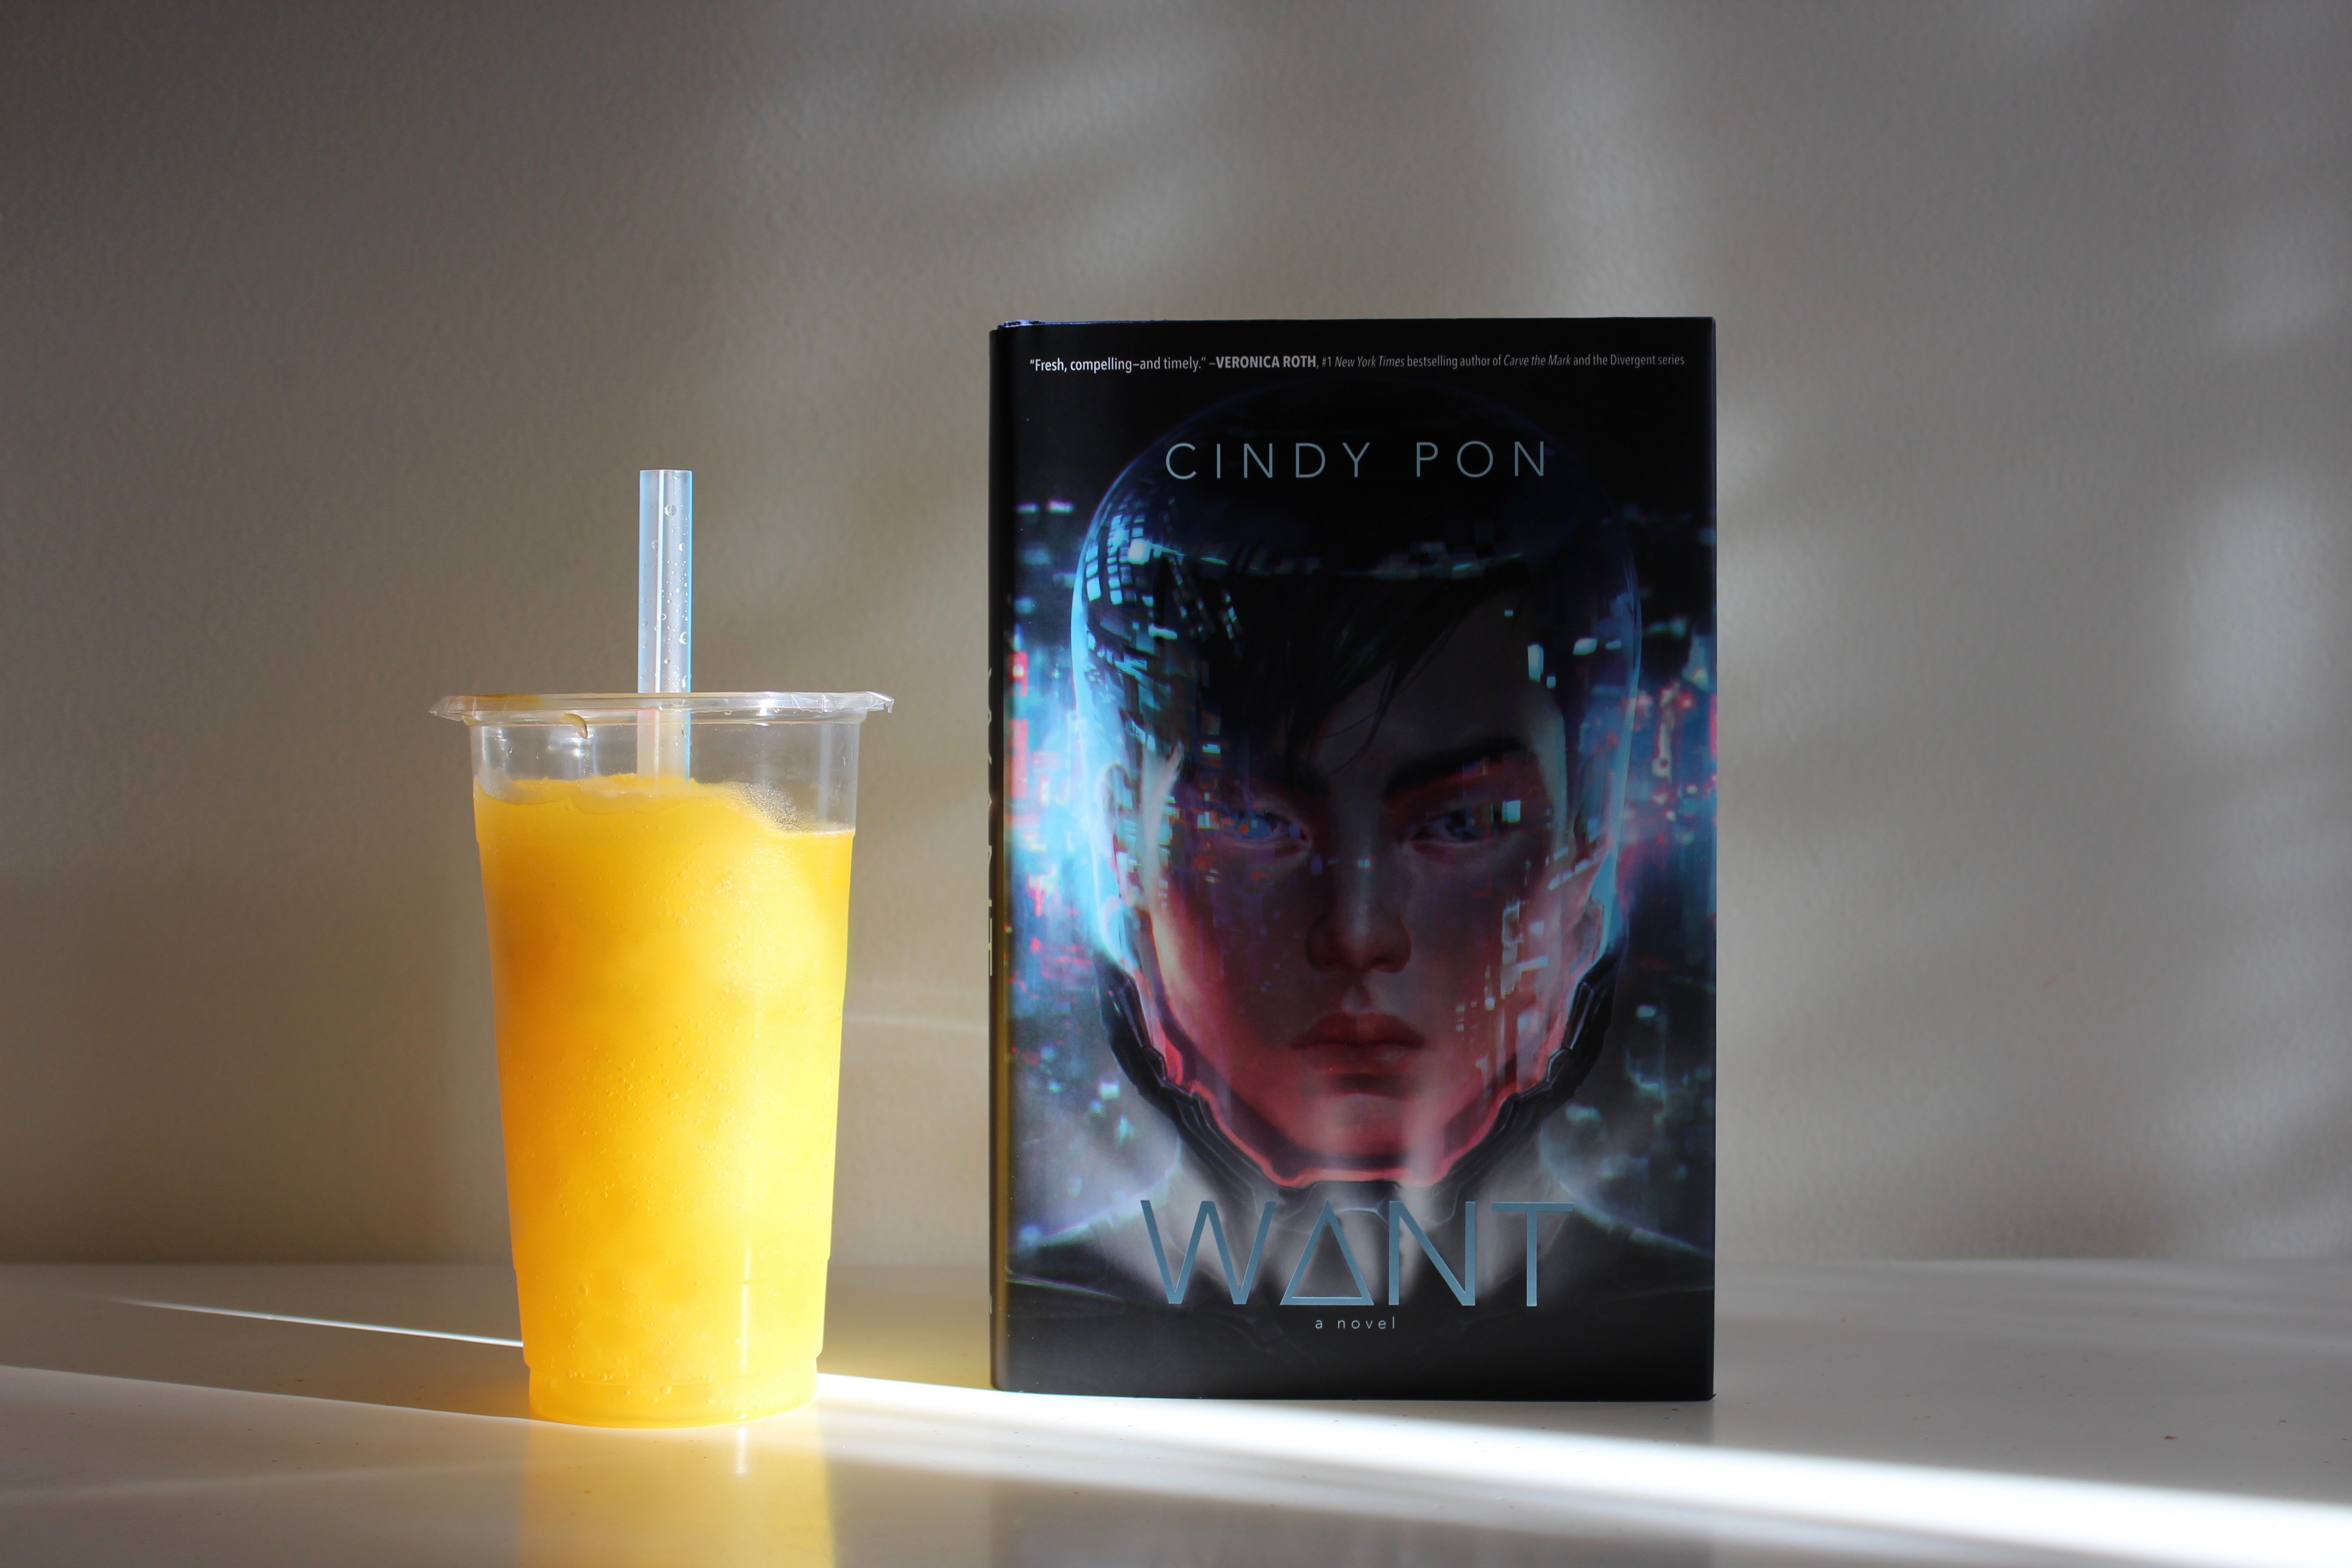 “Fresh, compelling—and timely.” —VERONICA ROTH, #1 New York Times bestselling author of Carve the Mark and the Divergent series
CINDY PON
WANT
a novel